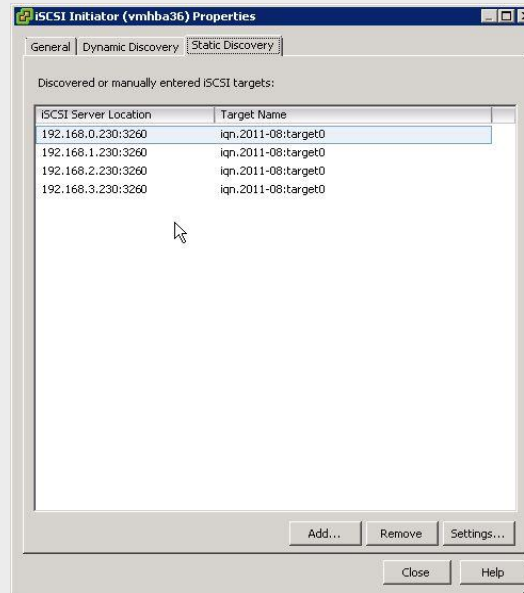 iSCSI Initiator (vmhba36) Properties
General Dynamic Discovery Static Discovery
Discovered or manually entered iSCSI targets:
iSCSI Server Location Target Name
192.168.0.230:3260 iqn.2011-08:target0
192.168.1.230:3260 iqn.2011-08:target0
192.168.2.230:3260 iqn.2011-08:target0
192.168.3.230:3260 iqn.2011-08:target0
Add... Remove Settings...
Close Help